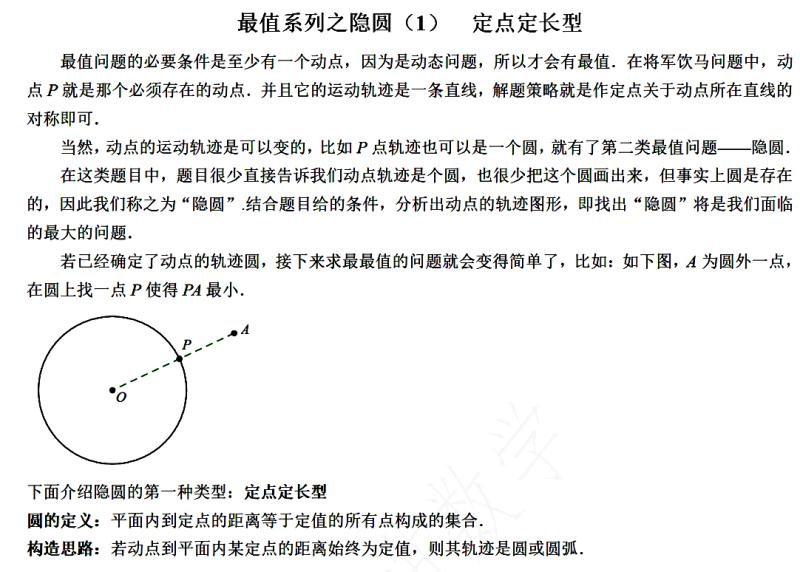 最值系列之隐圆（1） 定点定长型
最值问题的必要条件是至少有一个动点，因为是动态问题，所以才会有最值．在将军饮马问题中，动
点 P 就是那个必须存在的动点．并且它的运动轨迹是一条直线，解题策略就是作定点关于动点所在直线的
对称即可．
当然，动点的运动轨迹是可以变的，比如 P 点轨迹也可以是一个圆，就有了第二类最值问题——隐圆．
在这类题目中，题目很少直接告诉我们动点轨迹是个圆，也很少把这个圆画出来，但事实上圆是存在
的，因此我们称之为“隐圆”.结合题目给的条件，分析出动点的轨迹图形，即找出“隐圆”将是我们面临
的最大的问题．
若已经确定了动点的轨迹圆，接下来求最最值的问题就会变得简单了，比如：如下图，A 为圆外一点，
在圆上找一点 P 使得 PA 最小．
A
P
O
下面介绍隐圆的第一种类型：定点定长型
圆的定义：平面内到定点的距离等于定值的所有点构成的集合．
构造思路：若动点到平面内某定点的距离始终为定值，则其轨迹是圆或圆弧．
数学